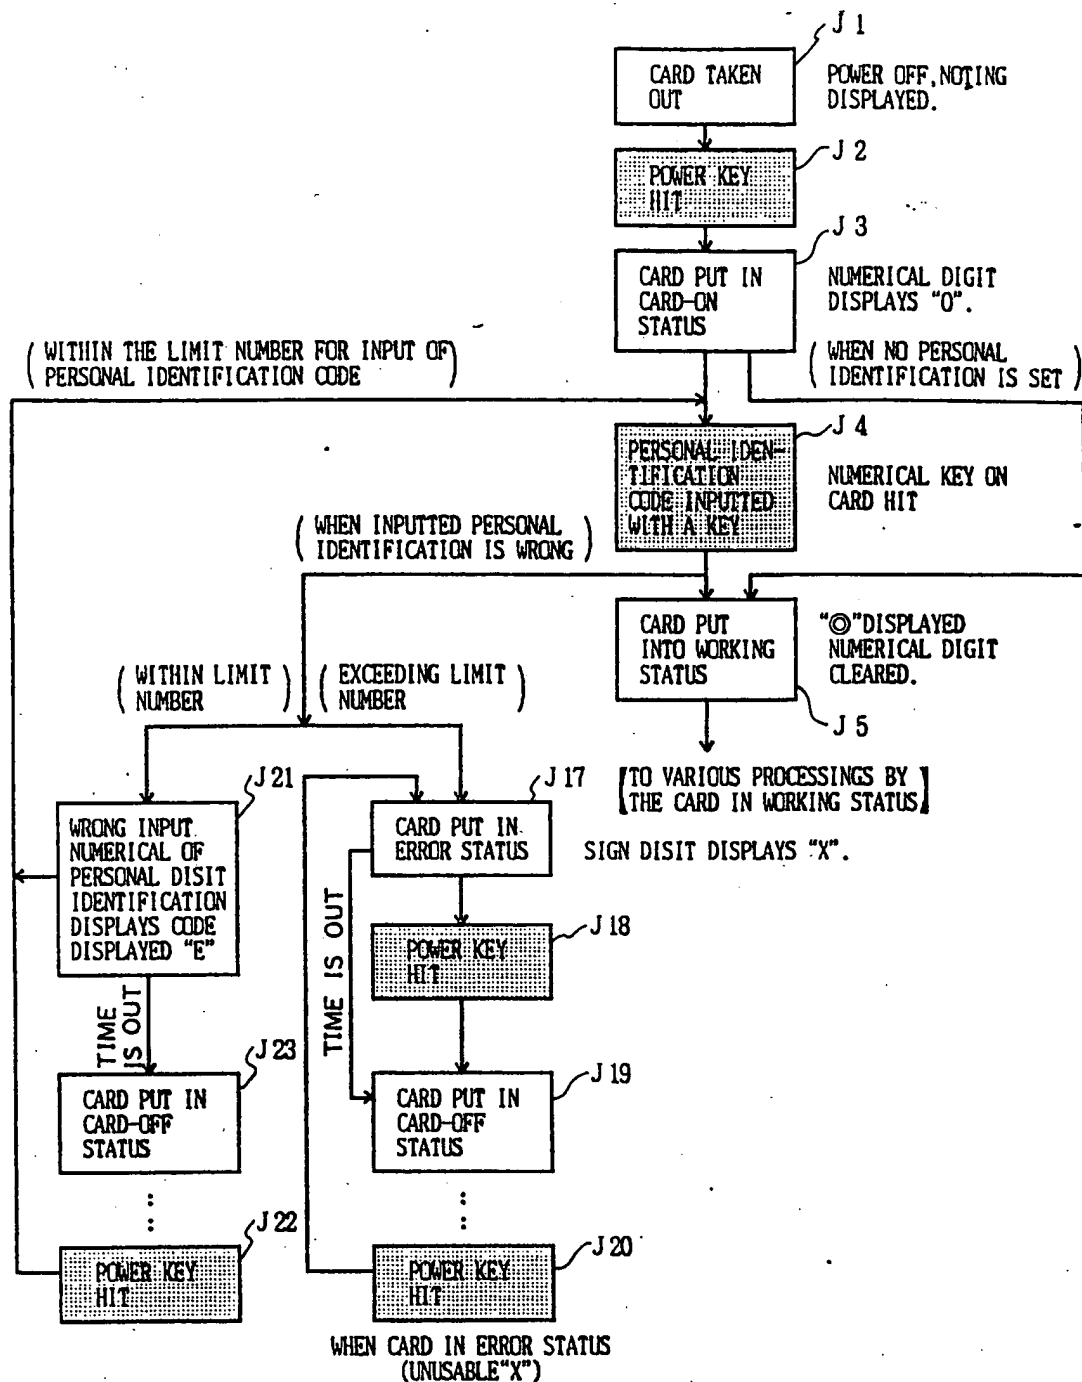 J 1
CARD TAKEN
OUT
POWER OFF, NOTING
DISPLAYED.
J 2
POWER KEY
HIT
J 3
CARD PUT IN
CARD-ON
STATUS
NUMERICAL DIGIT
DISPLAYS "0".
(WITHIN THE LIMIT NUMBER FOR INPUT OF
PERSONAL IDENTIFICATION CODE)
(WHEN NO PERSONAL
IDENTIFICATION IS SET)
J 4
PERSONAL IDEN-
TIFICATION
CODE INPUTTED
WITH A KEY
NUMERICAL KEY ON
CARD HIT
(WHEN INPUTTED PERSONAL
IDENTIFICATION IS WRONG)
CARD PUT
INTO WORKING
STATUS
"◎"DISPLAYED
NUMERICAL DIGIT
CLEARED.
J 5
(WITHIN LIMIT
NUMBER)
(EXCEEDING LIMIT
NUMBER)
[TO VARIOUS PROCESSINGS BY
THE CARD IN WORKING STATUS]
J 21
WRONG INPUT
NUMERICAL OF
PERSONAL DISIT
IDENTIFICATION
DISPLAYS CODE
DISPLAYED "E"
J 17
CARD PUT IN
ERROR STATUS
SIGN DISIT DISPLAYS "X".
TIME IS OUT
J 18
POWER KEY
HIT
TIME
IS OUT
J 23
CARD PUT IN
CARD-OFF
STATUS
J 19
CARD PUT IN
CARD-OFF
STATUS
J 22
POWER KEY
HIT
J 20
POWER KEY
HIT
WHEN CARD IN ERROR STATUS
(UNUSABLE"X")